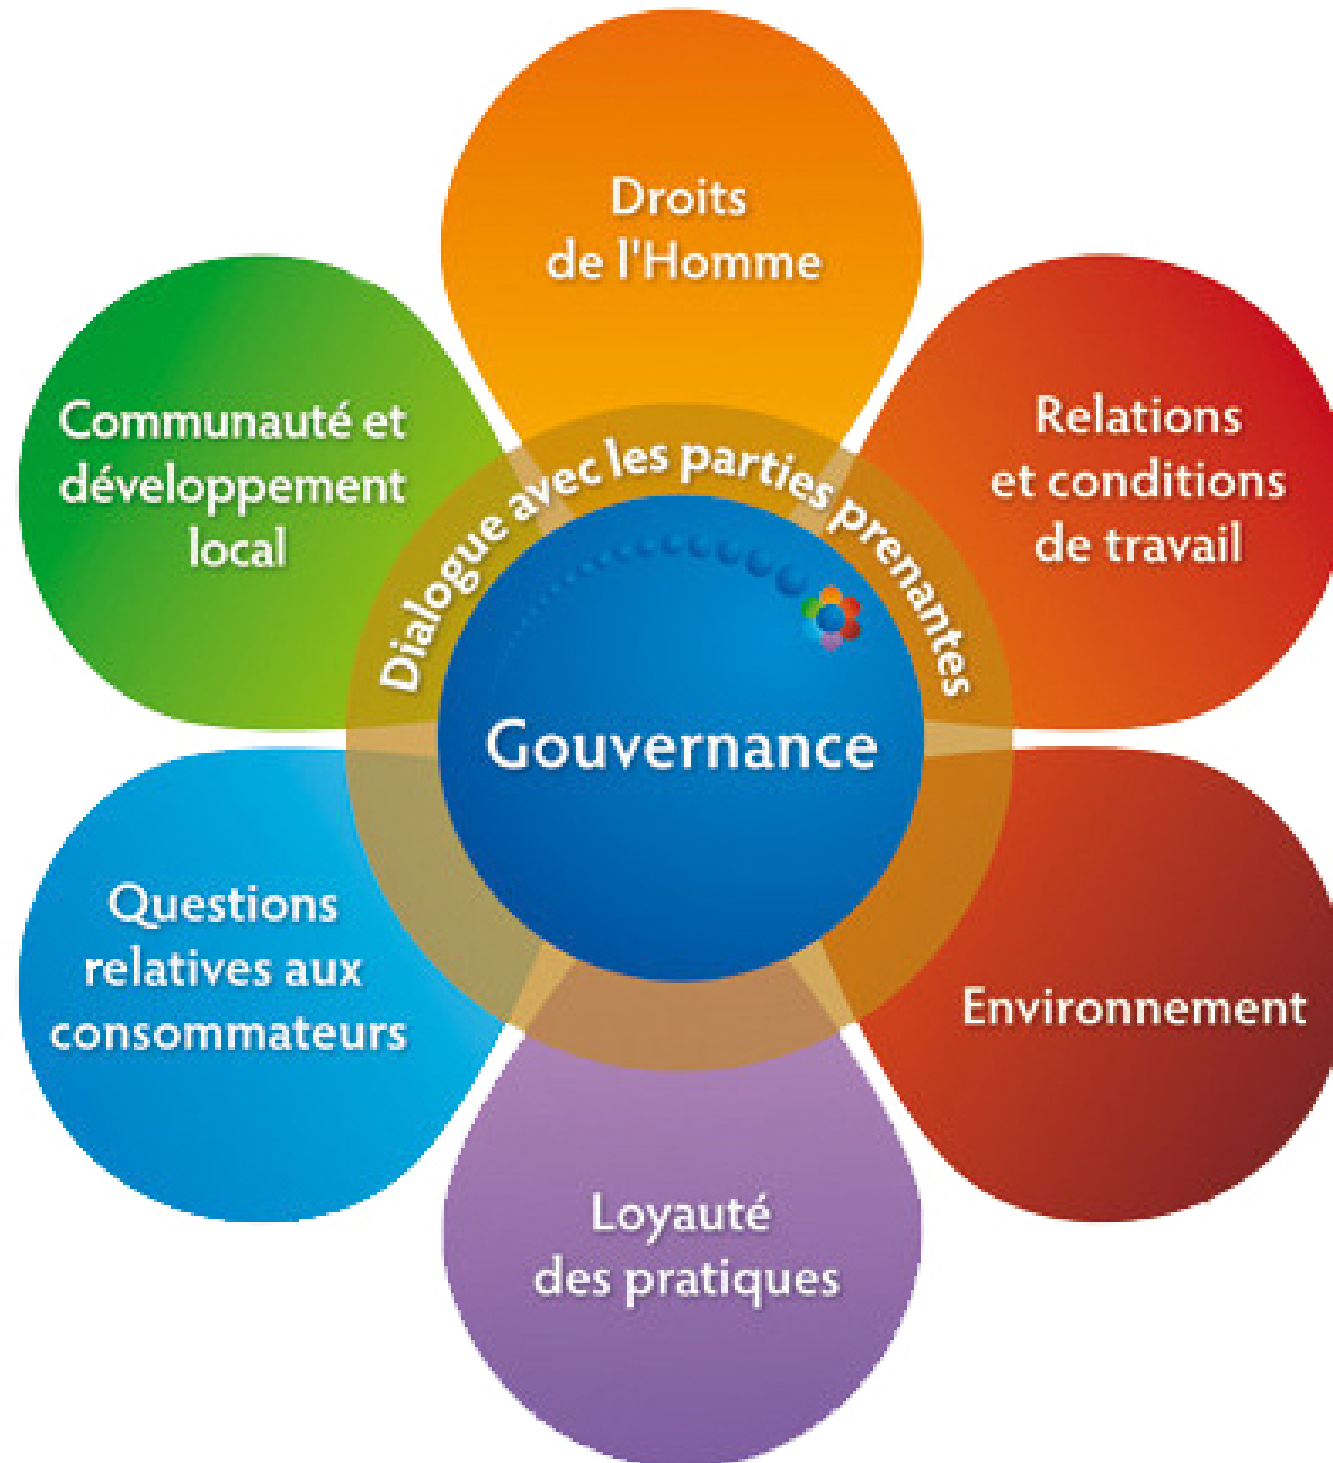 Droits
de l'Homme
Relations
et conditions
de travail
Environnement
Loyauté
des pratiques
Questions
relatives aux
consommateurs
Communauté et
développement
local
Dialogue avec les parties prenantes
Gouvernance